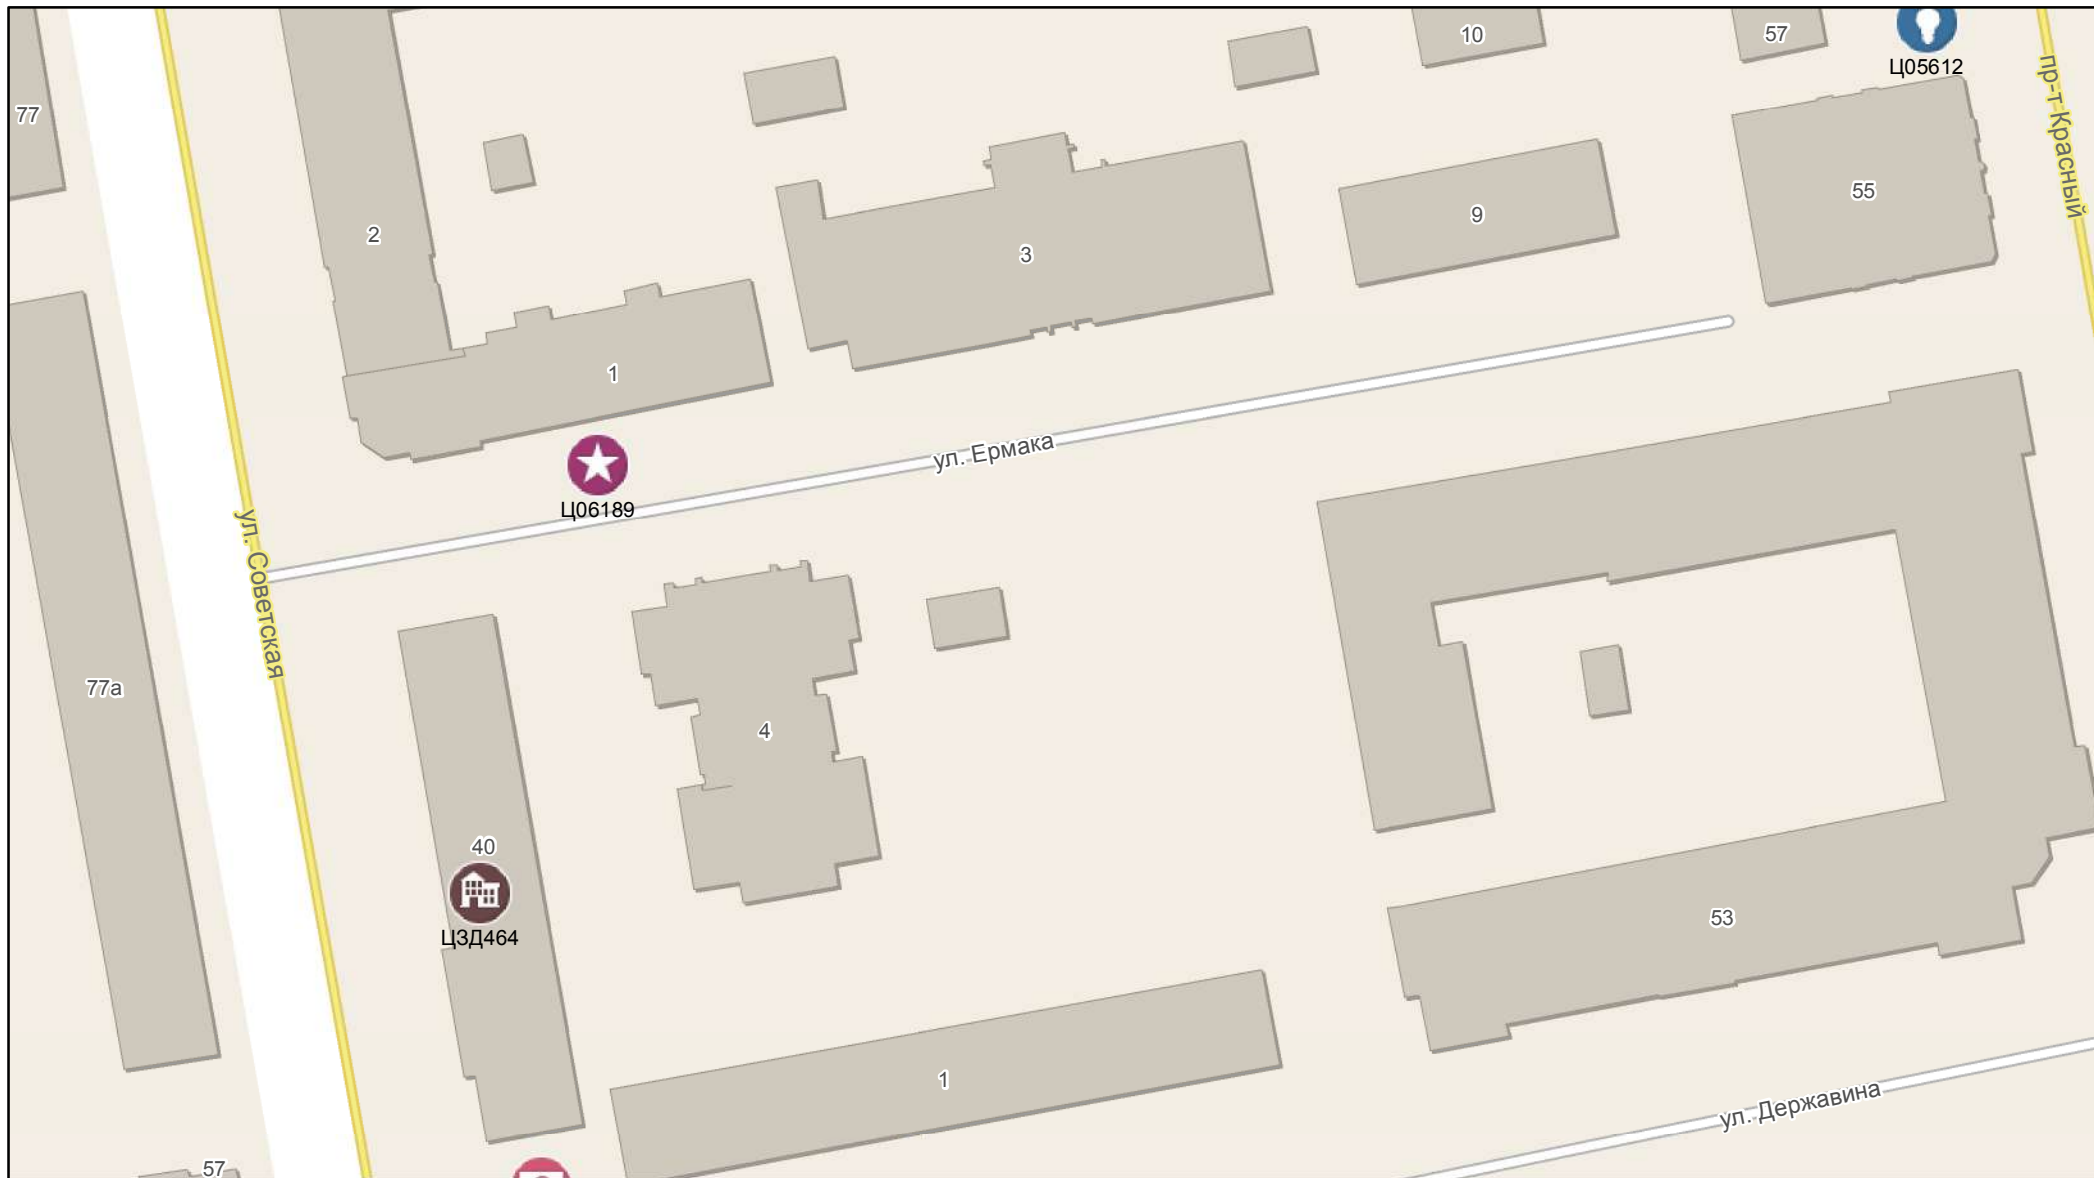 10
57
Ц05612
77
пр-т Красный
55
9
2
3
1
ул. Ермака
Ц06189
ул. Советская
77а
4
40
ЦЗД464
53
1
ул. Державина
57